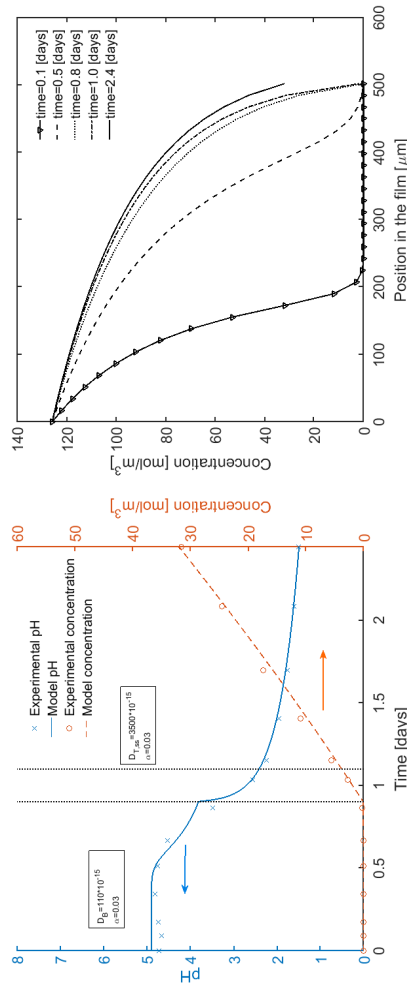 8
7
6
5
4
3
2
1
0
pH
60
50
40
30
20
10
0
Concentration [mol/m³]
0
0.5
1
1.5
2
Time [days]
D_B=110*10^-15
α=0.03
D_T,ss=3500*10^-15
α=0.03
Experimental pH
Model pH
Experimental concentration
Model concentration
140
120
100
80
60
40
20
0
Concentration [mol/m³]
0
100
200
300
400
500
600
Position in the film [μm]
time=0.1 [days]
time=0.5 [days]
time=0.8 [days]
time=1.0 [days]
time=2.4 [days]